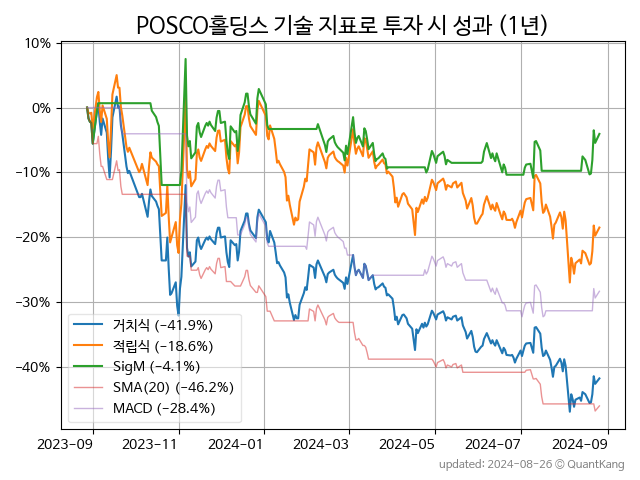 POSCO홀딩스 기술 지표로 투자 시 성과 (1년)
10%
0%
−10%
−20%
−30%
−40%
거치식 (−41.9%)
적립식 (−18.6%)
SigM (−4.1%)
SMA(20) (−46.2%)
MACD (−28.4%)
2023-09
2023-11
2024-01
2024-03
2024-05
2024-07
2024-09
updated: 2024-08-26 © QuantKang